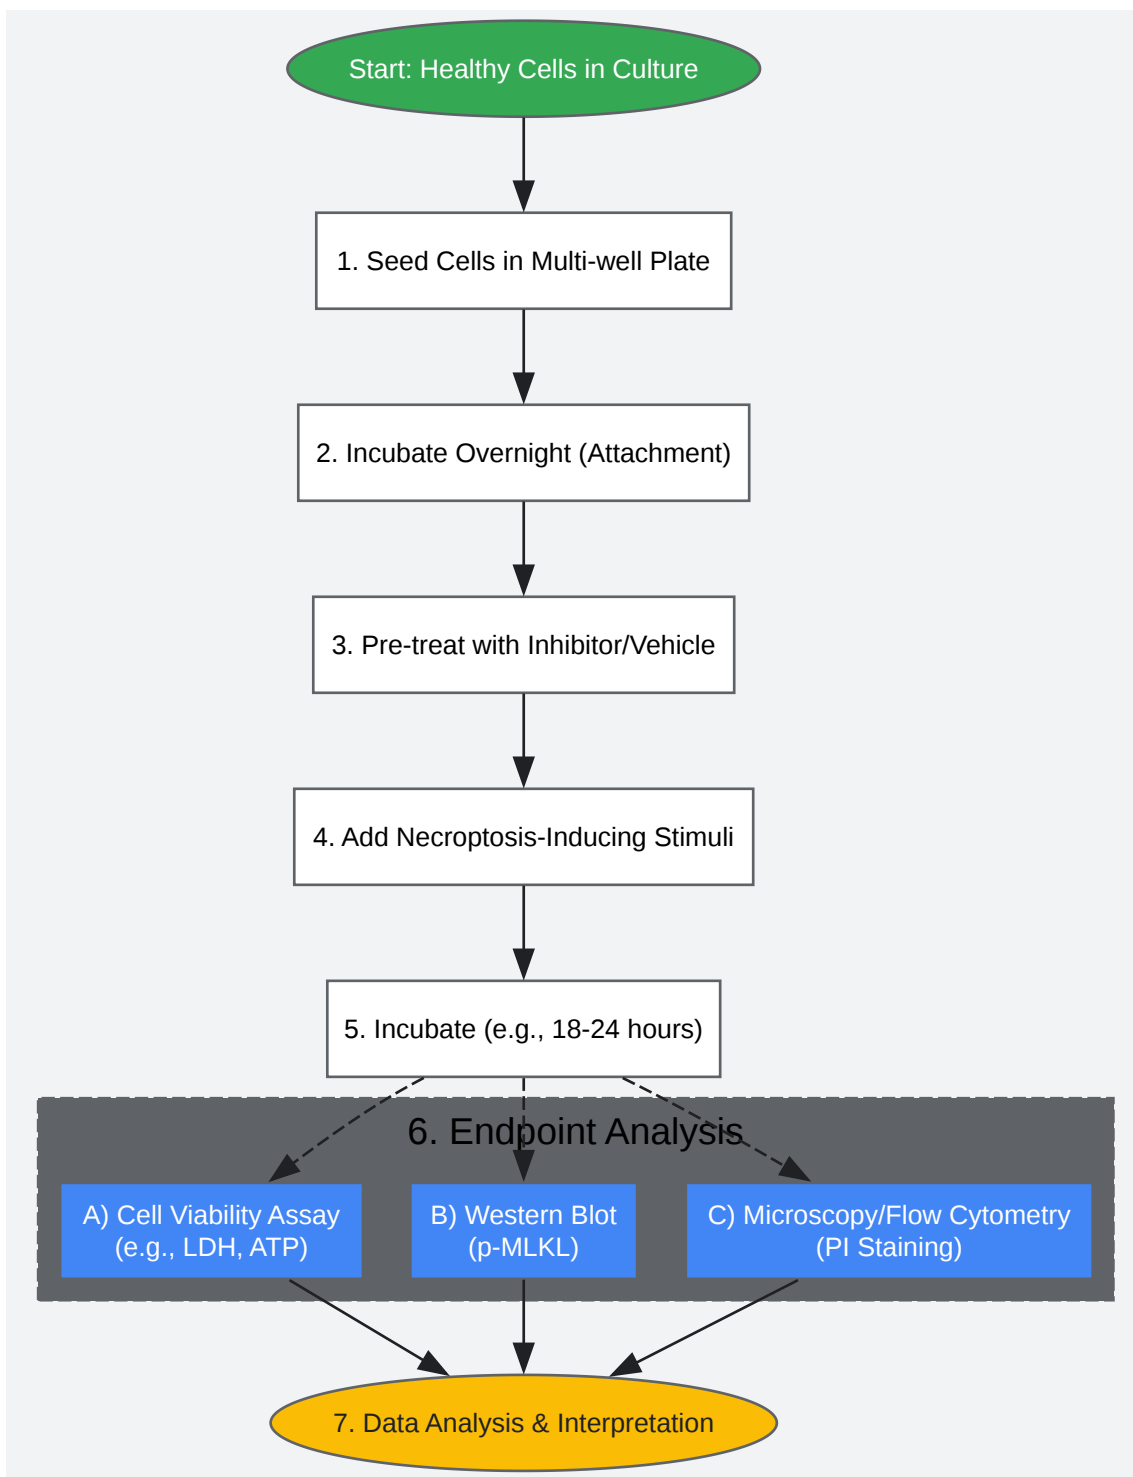 Start: Healthy Cells in Culture
1. Seed Cells in Multi-well Plate
2. Incubate Overnight (Attachment)
3. Pre-treat with Inhibitor/Vehicle
4. Add Necroptosis-Inducing Stimuli
5. Incubate (e.g., 18-24 hours)
6. Endpoint Analysis
A) Cell Viability Assay
(e.g., LDH, ATP)
B) Western Blot
(p-MLKL)
C) Microscopy/Flow Cytometry
(PI Staining)
7. Data Analysis & Interpretation